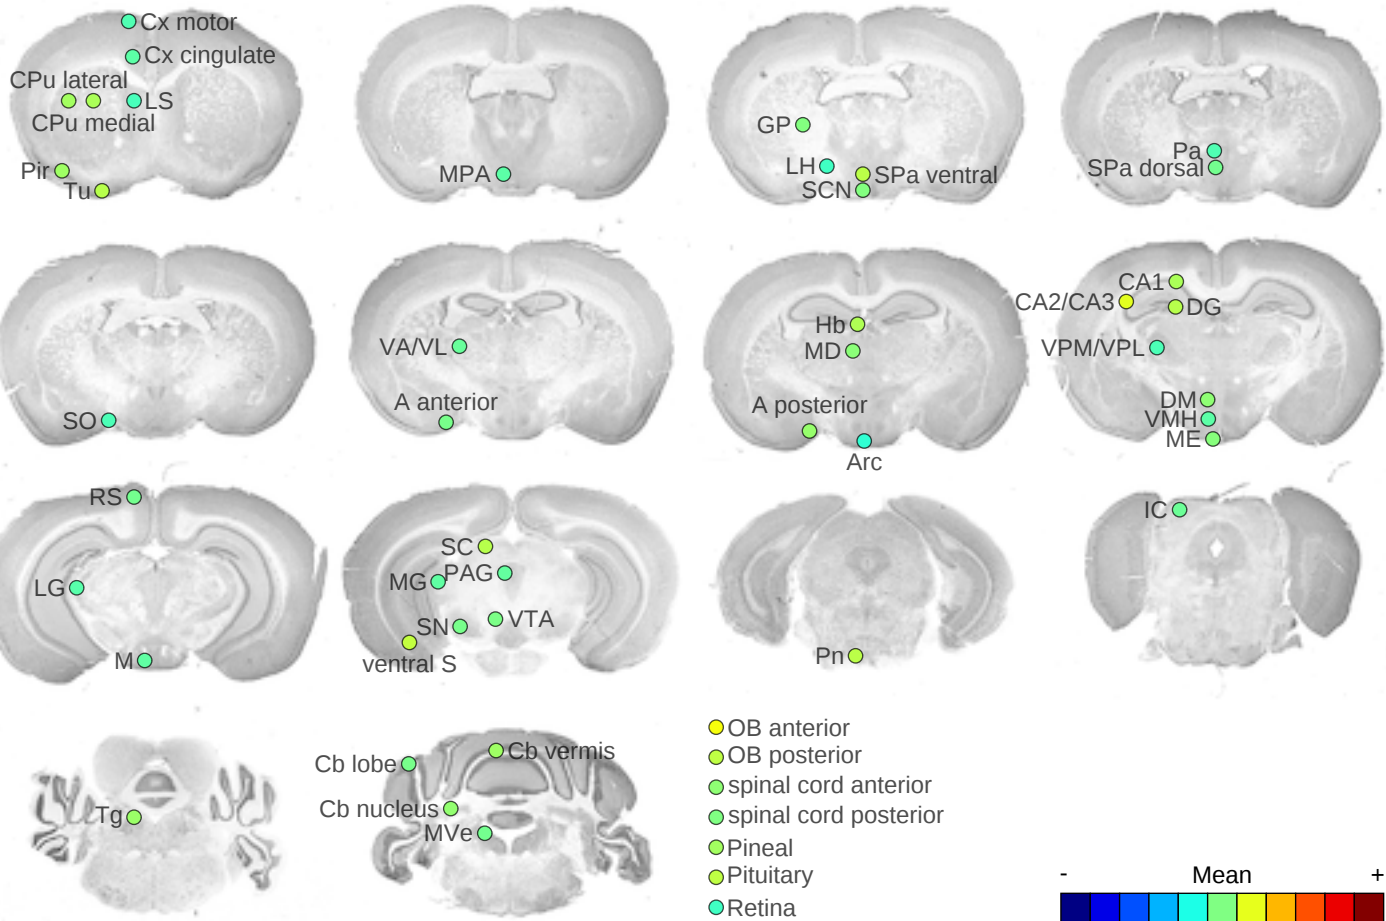 Cx motor
Cx cingulate
CPu lateral
LS
CPu medial
Pir
Tu
MPA
GP
LH
SPa ventral
SCN
Pa
SPa dorsal
SO
VA/VL
A anterior
Hb
MD
A posterior
Arc
CA1
CA2/CA3
DG
VPM/VPL
DM
VMH
ME
RS
LG
M
SC
MG
PAG
SN
VTA
ventral S
Pn
IC
Tg
Cb lobe
Cb vermis
Cb nucleus
MVe
OB anterior
OB posterior
spinal cord anterior
spinal cord posterior
Pineal
Pituitary
Retina
- Mean +